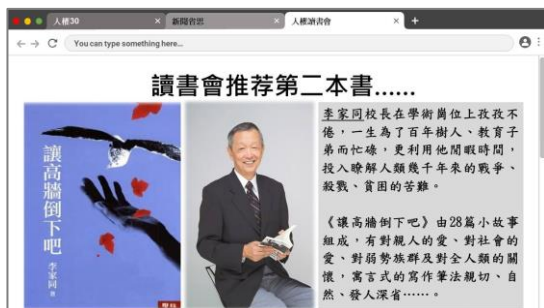 人權30
新聞省思
人權讀書會
You can type something here...
讀書會推荐第二本書......
讓高牆倒下吧
李家同 著
李家同校長在學術崗位上孜孜不
倦，一生為了百年樹人、教育子
弟而忙碌，更利用他閒暇時間，
投入瞭解人類幾千年來的戰爭、
殺戮、貧困的苦難。
《讓高牆倒下吧》由28篇小故事
組成，有對親人的愛、對社會的
愛、對弱勢族群及對全人類的關
懷，寓言式的寫作筆法親切、自
然、發人深省……。